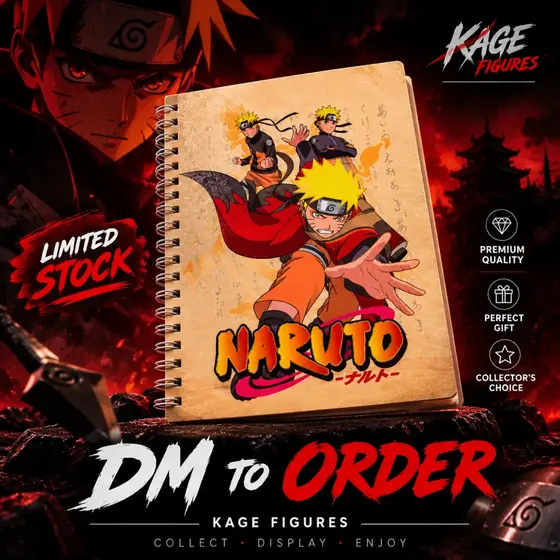 KAGE
FIGURES
LIMITED
STOCK
NARUTO
-ナルト-
PREMIUM
QUALITY
PERFECT
GIFT
COLLECTOR'S
CHOICE
DM TO ORDER
KAGE FIGURES
COLLECT • DISPLAY • ENJOY